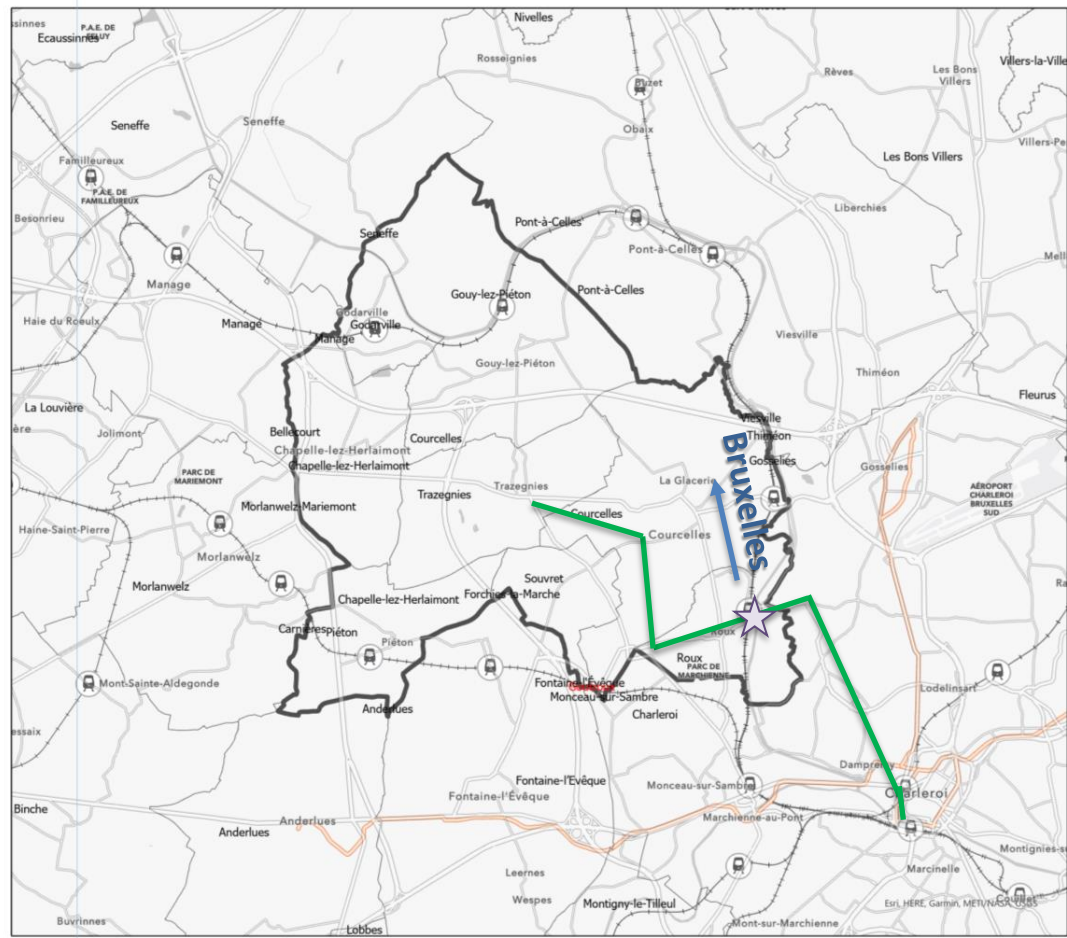 Nivelles
P.A.E. DE
FELUY
Ecaussinnes
Rosseignies
Rêves
Les Bons
Villers
Villers-la-Ville
Buzet
Obaix
Seneffe
Seneffe
Familleureux
P.A.E. DE
FAMILLEUREUX
Les Bons Villers
Besonrieu
Liberchies
Seneffe
Pont-à-Celles
Pont-à-Celles
Manage
Gouy-lez-Piéton
Pont-à-Celles
Haie du Roeulx
Manage
Godarville
Godarville
Manage
Viesville
Gouy-lez-Piéton
Thiméon
Fleurus
La Louvière
Jolimont
Bellecourt
Courcelles
Viesville
Thiméon
Chapelle-lez-Herlaimont
Chapelle-lez-Herlaimont
Gosselies
Gosselies
PARC DE
MARIEMONT
Trazegnies
Trazegnies
La Glacerie
Bruxelles
AÉROPORT
CHARLEROI
BRUXELLES
SUD
Morlanwelz-Mariemont
Courcelles
Courcelles
Haine-Saint-Pierre
Morlanwelz
Morlanwelz
Souvret
Chapelle-lez-Herlaimont
Forchies-la-Marche
Carnières
Piéton
Piéton
Roux
Roux
PARC DE
MARCHIENNE
Mont-Sainte-Aldegonde
Fontaine-l'Évêque
Monceau-sur-Sambre
Lodelinsart
Anderlues
Charleroi
Dampremy
Fontaine-l'Evêque
Monceau-sur-Sambre
Charleroi
Binche
Fontaine-l'Évêque
Marchienne-au-Pont
Anderlues
Anderlues
Montignies-su
Leernes
Marcinelle
Wespes
Couillet
Montigny-le-Tilleul
Buvrinnes
Lobbes
Mont-sur-Marchienne
Esri, HERE, Garmin, METI/NASA, USGS